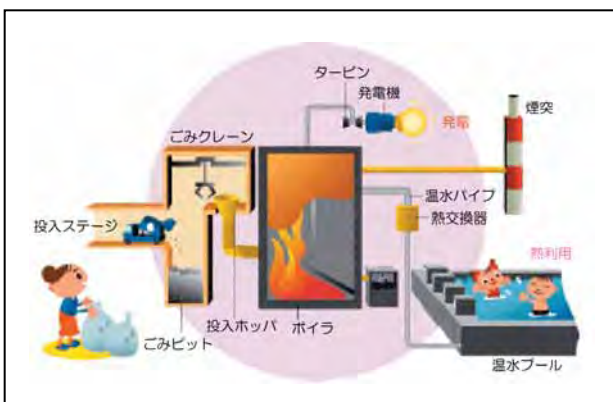 タービン
発電機
発電
煙突
ごみクレーン
温水パイプ
熱交換器
投入ステージ
熱利用
投入ホッパ
ボイラ
ごみピット
温水プール